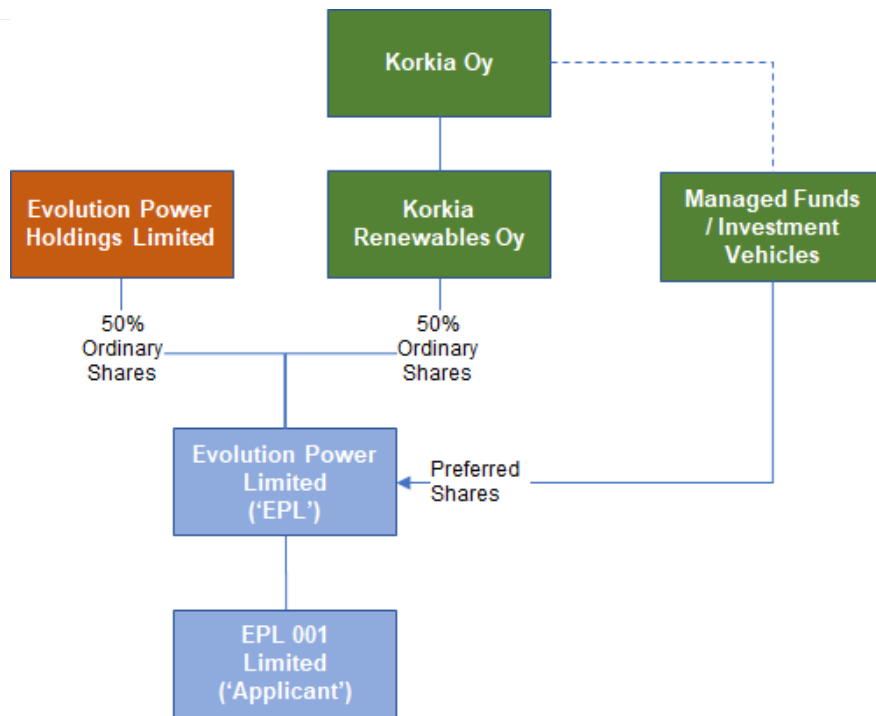 Korkia Oy
Evolution Power
Holdings Limited
Korkia
Renewables Oy
Managed Funds
/ Investment
Vehicles
50%
Ordinary
Shares
50%
Ordinary
Shares
Evolution Power
Limited
(‘EPL’)
Preferred
Shares
EPL 001
Limited
(‘Applicant’)